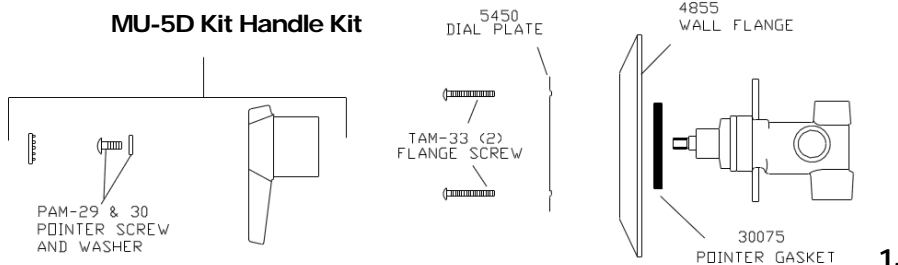 MU-5D Kit Handle Kit
5450
DIAL PLATE
4855
WALL FLANGE
TAM-33 (2)
FLANGE SCREW
PAM-29 & 30
POINTER SCREW
AND WASHER
30075
POINTER GASKET
1.